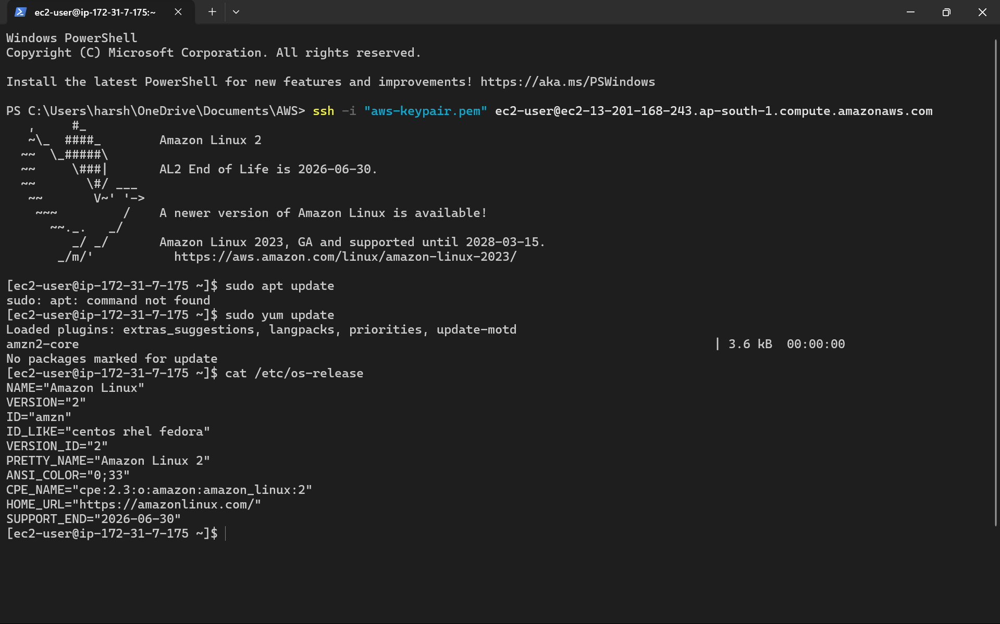 ec2-user@ip-172-31-7-175:~
Windows PowerShell
Copyright (C) Microsoft Corporation. All rights reserved.

Install the latest PowerShell for new features and improvements! https://aka.ms/PSWindows

PS C:\Users\harsh\OneDrive\Documents\AWS> ssh -i "aws-keypair.pem" ec2-user@ec2-13-201-168-243.ap-south-1.compute.amazonaws.com
   ,     #_
   ~\_  ####_        Amazon Linux 2
  ~~  \_#####\
  ~~     \###|       AL2 End of Life is 2026-06-30.
  ~~       \#/ ___
   ~~       V~' '->
    ~~~         /    A newer version of Amazon Linux is available!
      ~~._.   _/
         _/ _/       Amazon Linux 2023, GA and supported until 2028-03-15.
       _/m/'           https://aws.amazon.com/linux/amazon-linux-2023/

[ec2-user@ip-172-31-7-175 ~]$ sudo apt update
sudo: apt: command not found
[ec2-user@ip-172-31-7-175 ~]$ sudo yum update
Loaded plugins: extras_suggestions, langpacks, priorities, update-motd
amzn2-core | 3.6 kB  00:00:00
No packages marked for update
[ec2-user@ip-172-31-7-175 ~]$ cat /etc/os-release
NAME="Amazon Linux"
VERSION="2"
ID="amzn"
ID_LIKE="centos rhel fedora"
VERSION_ID="2"
PRETTY_NAME="Amazon Linux 2"
ANSI_COLOR="0;33"
CPE_NAME="cpe:2.3:o:amazon:amazon_linux:2"
HOME_URL="https://amazonlinux.com/"
SUPPORT_END="2026-06-30"
[ec2-user@ip-172-31-7-175 ~]$